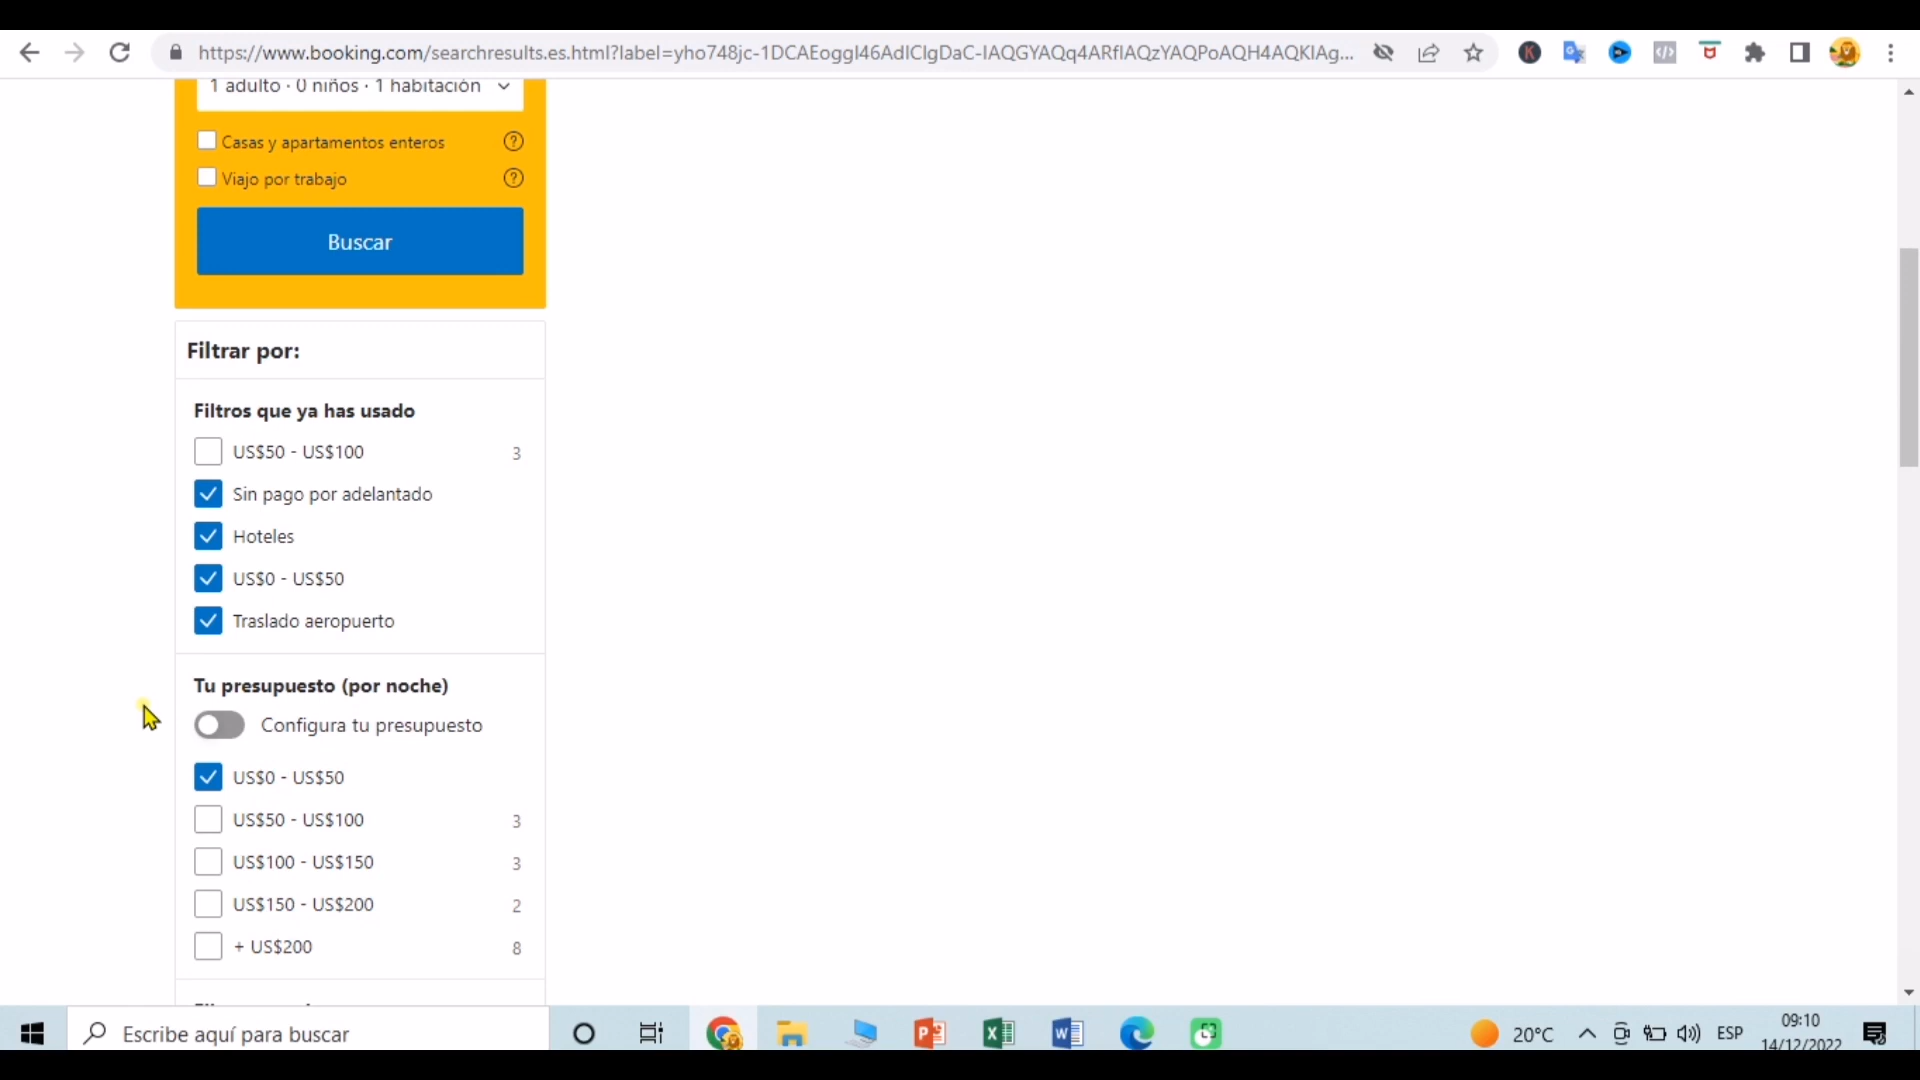 https://www.booking.com/searchresults.es.html?label=yho748jc-1DCAEoggI46AdICIgDaC-IAQGYAQq4ARfIAQzYAQPoAQH4AQKIAg...
1 adulto · 0 niños · 1 habitación
Casas y apartamentos enteros
Viajo por trabajo
Buscar
Filtrar por:
Filtros que ya has usado
US$50 - US$100 3
Sin pago por adelantado
Hoteles
US$0 - US$50
Traslado aeropuerto
Tu presupuesto (por noche)
Configura tu presupuesto
US$0 - US$50
US$50 - US$100 3
US$100 - US$150 3
US$150 - US$200 2
+ US$200 8
Escribe aquí para buscar
20°C
ESP
09:10
14/12/2022